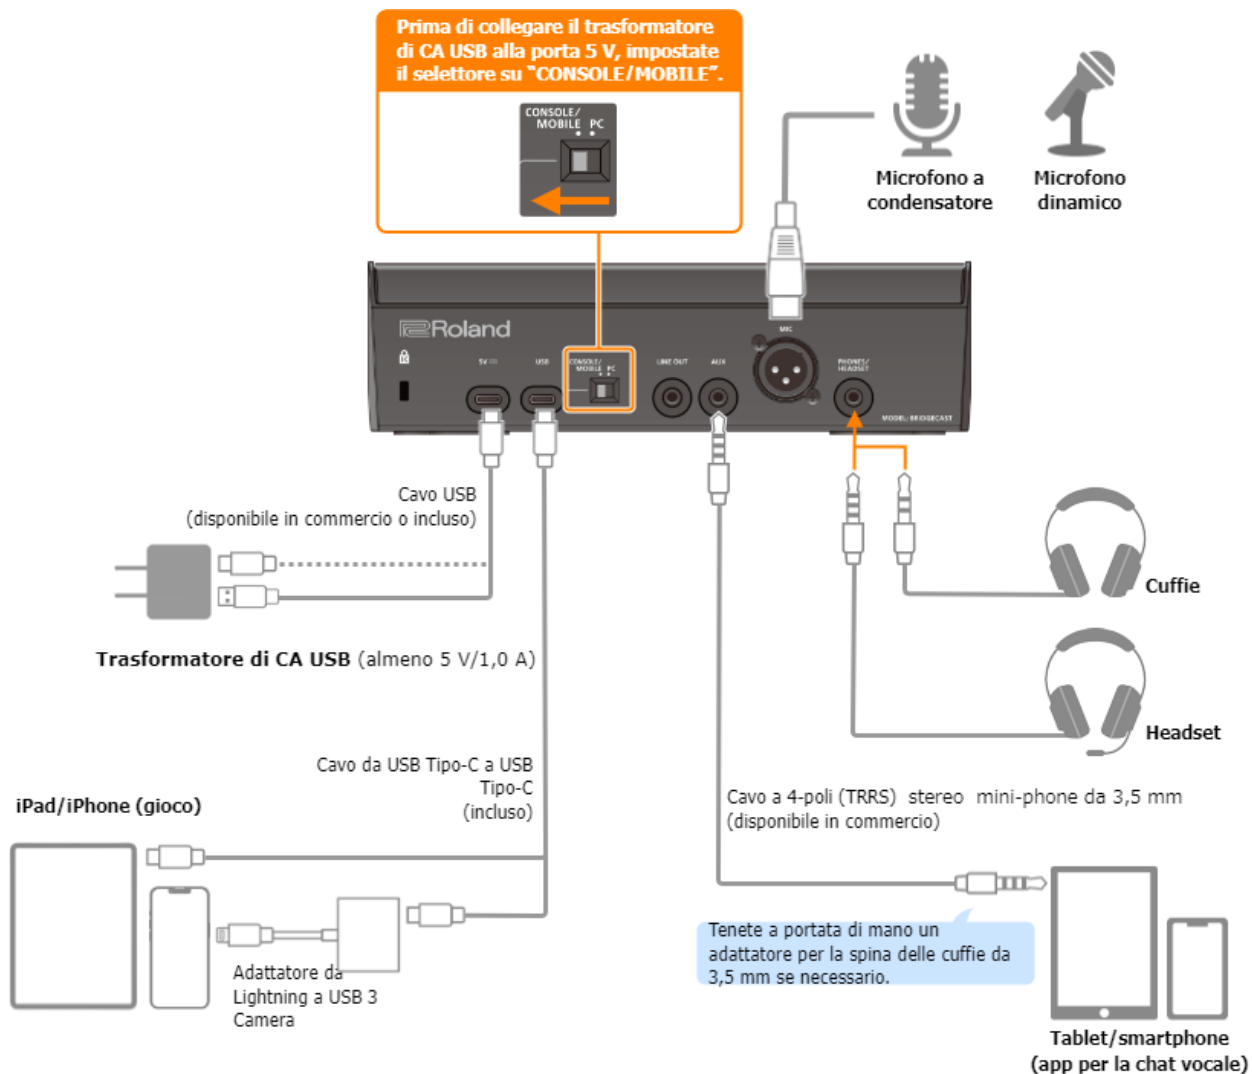 Prima di collegare il trasformatore
di CA USB alla porta 5 V, impostate
il selettore su “CONSOLE/MOBILE”.
CONSOLE/
MOBILE PC
Microfono a
condensatore
Microfono
dinamico
Roland
5V
USB
CONSOLE/
MOBILE PC
LINE OUT
AUX
MIC
PHONES/
HEADSET
MODEL: BRIDGECAST
Cavo USB
(disponibile in commercio o incluso)
Cuffie
Trasformatore di CA USB (almeno 5 V/1,0 A)
Headset
Cavo da USB Tipo-C a USB
Tipo-C
(incluso)
iPad/iPhone (gioco)
Cavo a 4-poli (TRRS) stereo mini-phone da 3,5 mm
(disponibile in commercio)
Tenete a portata di mano un
adattatore per la spina delle cuffie da
3,5 mm se necessario.
Adattatore da
Lightning a USB 3
Camera
Tablet/smartphone
(app per la chat vocale)